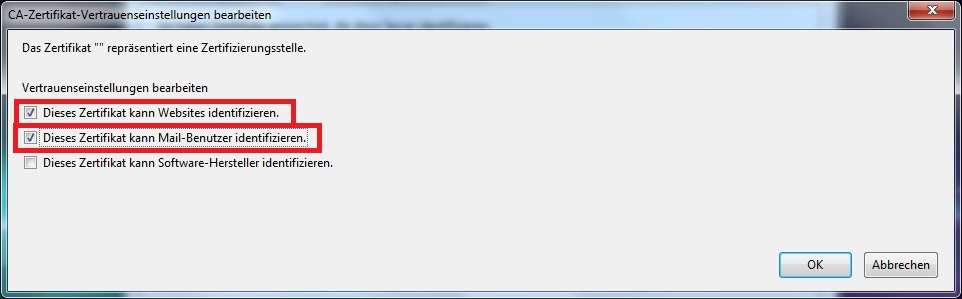 CA-Zertifikat-Vertrauenseinstellungen bearbeiten
Das Zertifikat "" repräsentiert eine Zertifizierungsstelle.
Vertrauenseinstellungen bearbeiten
Dieses Zertifikat kann Websites identifizieren.
Dieses Zertifikat kann Mail-Benutzer identifizieren.
Dieses Zertifikat kann Software-Hersteller identifizieren.
OK Abbrechen